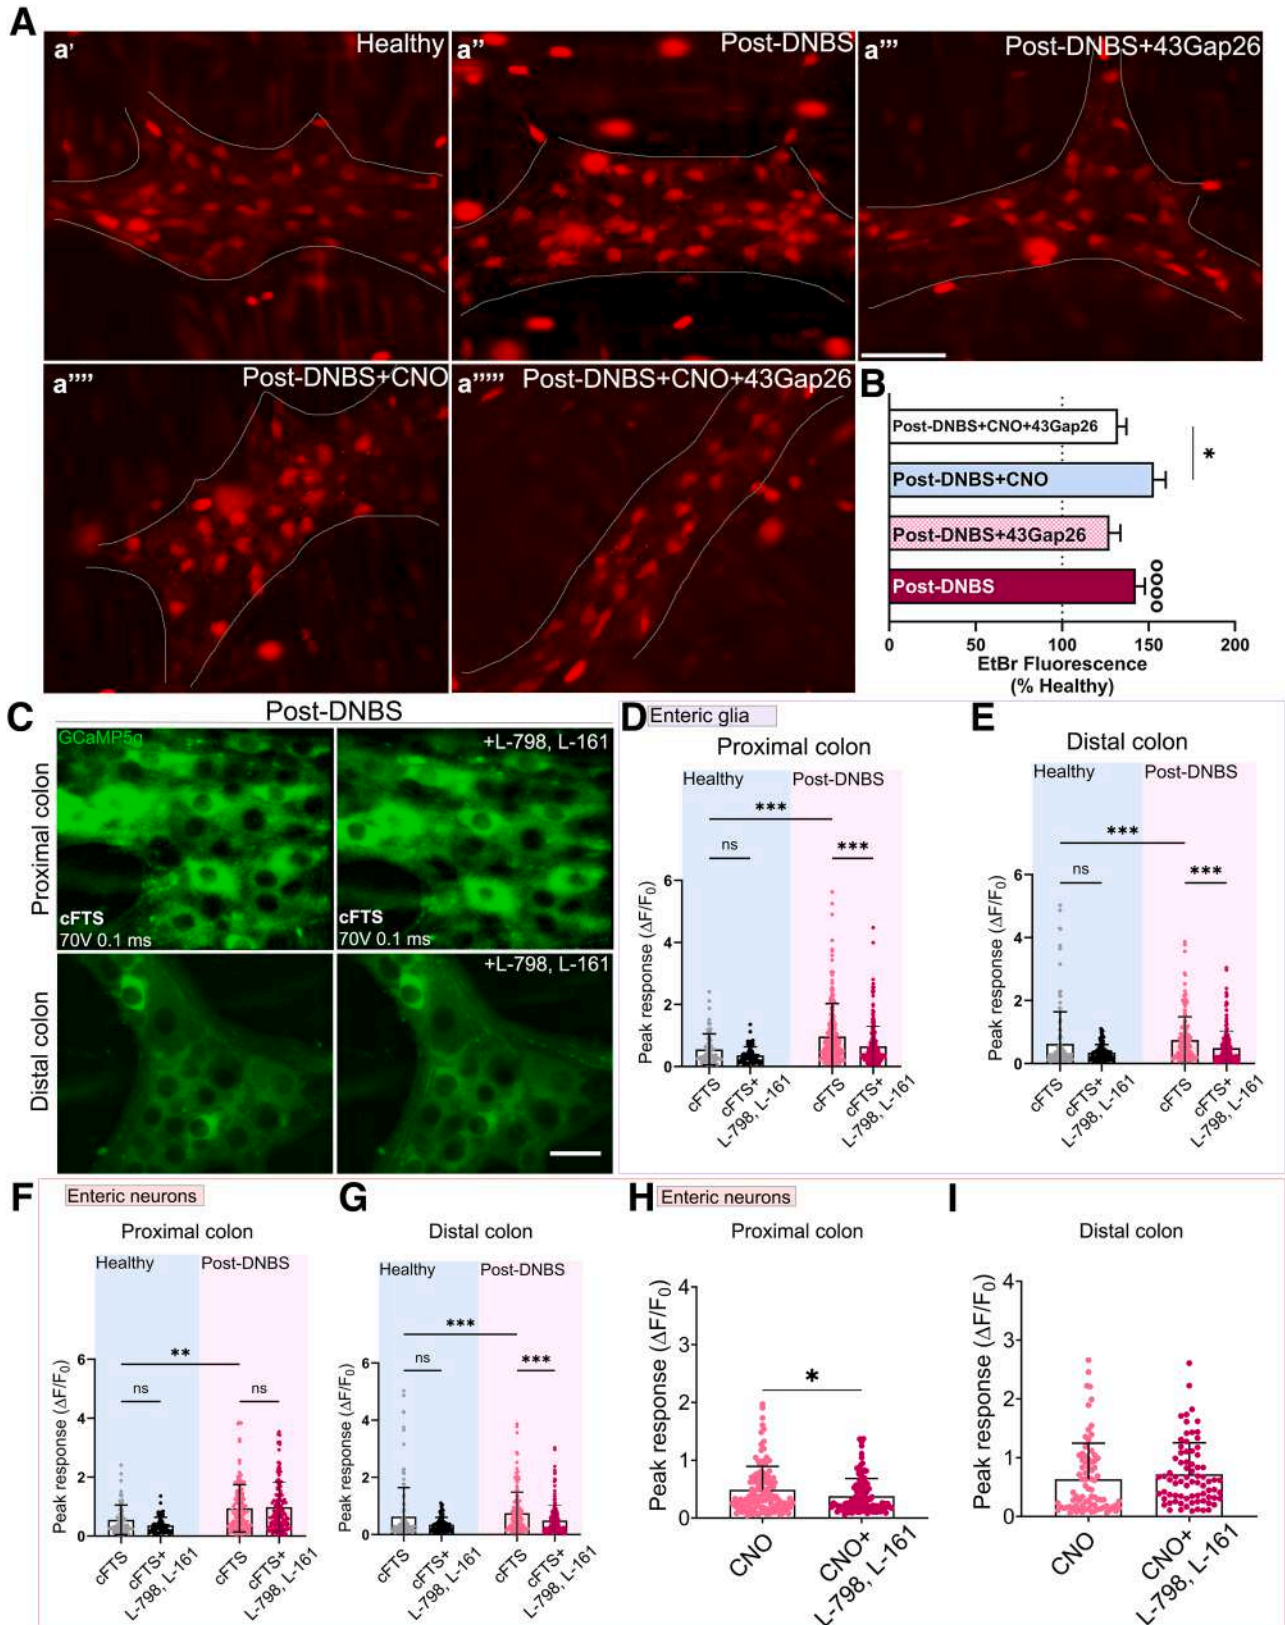 A
a' Healthy
a'' Post-DNBS
a''' Post-DNBS+43Gap26
a'''' Post-DNBS+CNO
a''''' Post-DNBS+CNO+43Gap26
B
Post-DNBS+CNO+43Gap26
Post-DNBS+CNO
Post-DNBS+43Gap26
Post-DNBS
*
0 50 100 150 200
EtBr Fluorescence
(% Healthy)
C
Post-DNBS
GCaMP5g
+L-798, L-161
Proximal colon
cFTS
70V 0.1 ms
cFTS
70V 0.1 ms
Distal colon
+L-798, L-161
D Enteric glia
Proximal colon
Healthy Post-DNBS
***
ns ***
Peak response (ΔF/F0)
6
4
2
0
cFTS
cFTS+
L-798, L-161
cFTS
cFTS+
L-798, L-161
E
Distal colon
Healthy Post-DNBS
***
ns ***
Peak response (ΔF/F0)
6
4
2
0
cFTS
cFTS+
L-798, L-161
cFTS
cFTS+
L-798, L-161
F Enteric neurons
Proximal colon
Healthy Post-DNBS
**
ns ns
Peak response (ΔF/F0)
6
4
2
0
cFTS
cFTS+
L-798, L-161
cFTS
cFTS+
L-798, L-161
G
Distal colon
Healthy Post-DNBS
***
ns ***
Peak response (ΔF/F0)
6
4
2
0
cFTS
cFTS+
L-798, L-161
cFTS
cFTS+
L-798, L-161
H Enteric neurons
Proximal colon
*
Peak response (ΔF/F0)
4
3
2
1
0
CNO
CNO+
L-798, L-161
I
Distal colon
Peak response (ΔF/F0)
4
3
2
1
0
CNO
CNO+
L-798, L-161